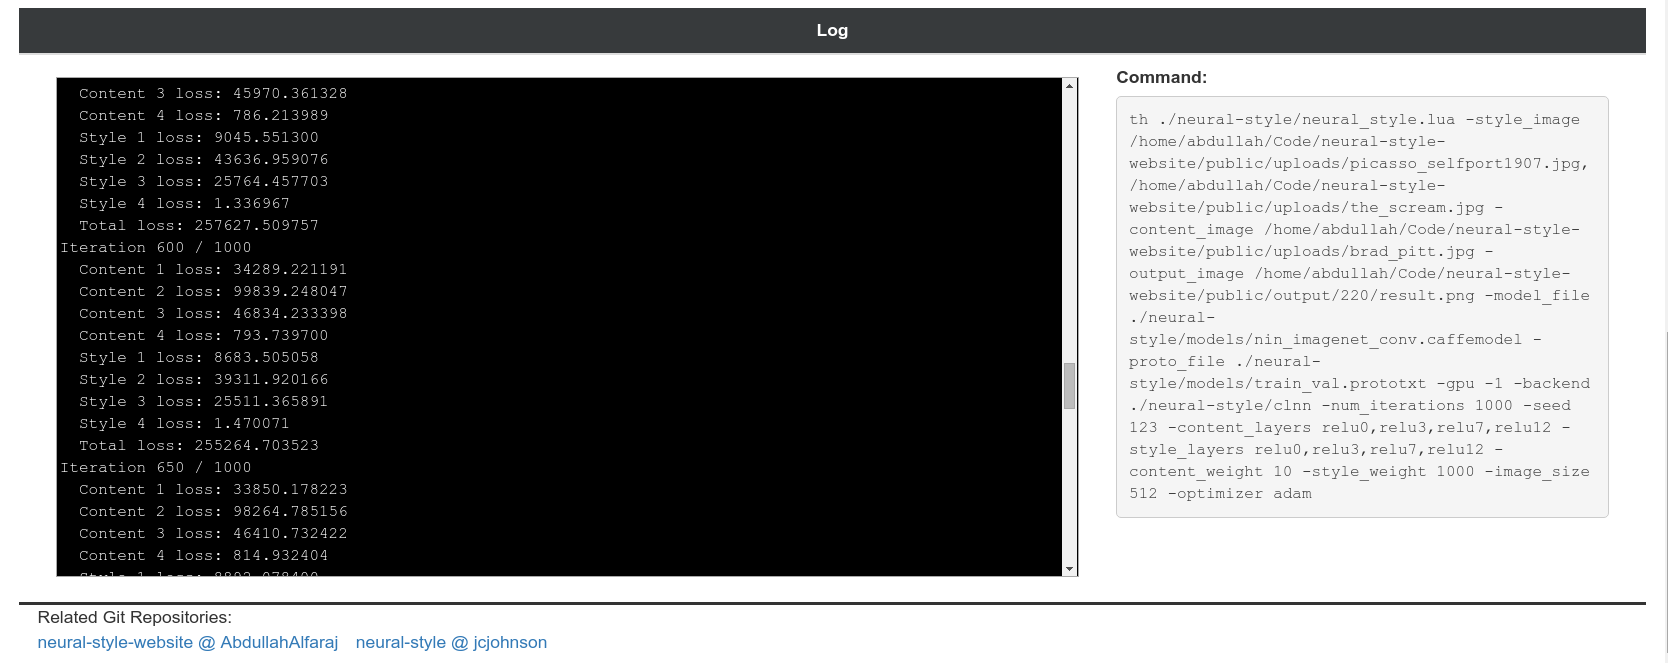 Log
Content 3 loss: 45970.361328
Content 4 loss: 786.213989
Style 1 loss: 9045.551300
Style 2 loss: 43636.959076
Style 3 loss: 25764.457703
Style 4 loss: 1.336967
Total loss: 257627.509757
Iteration 600 / 1000
Content 1 loss: 34289.221191
Content 2 loss: 99839.248047
Content 3 loss: 46834.233398
Content 4 loss: 793.739700
Style 1 loss: 8683.505058
Style 2 loss: 39311.920166
Style 3 loss: 25511.365891
Style 4 loss: 1.470071
Total loss: 255264.703523
Iteration 650 / 1000
Content 1 loss: 33850.178223
Content 2 loss: 98264.785156
Content 3 loss: 46410.732422
Content 4 loss: 814.932404
Style 1 loss:
Command:
th ./neural-style/neural_style.lua -style_image
/home/abdullah/Code/neural-style-
website/public/uploads/picasso_selfport1907.jpg,
/home/abdullah/Code/neural-style-
website/public/uploads/the_scream.jpg -
content_image /home/abdullah/Code/neural-style-
website/public/uploads/brad_pitt.jpg -
output_image /home/abdullah/Code/neural-style-
website/public/output/220/result.png -model_file
./neural-
style/models/nin_imagenet_conv.caffemodel -
proto_file ./neural-
style/models/train_val.prototxt -gpu -1 -backend
./neural-style/clnn -num_iterations 1000 -seed
123 -content_layers relu0,relu3,relu7,relu12 -
style_layers relu0,relu3,relu7,relu12 -
content_weight 10 -style_weight 1000 -image_size
512 -optimizer adam
Related Git Repositories:
neural-style-website @ AbdullahAlfaraj neural-style @ jcjohnson